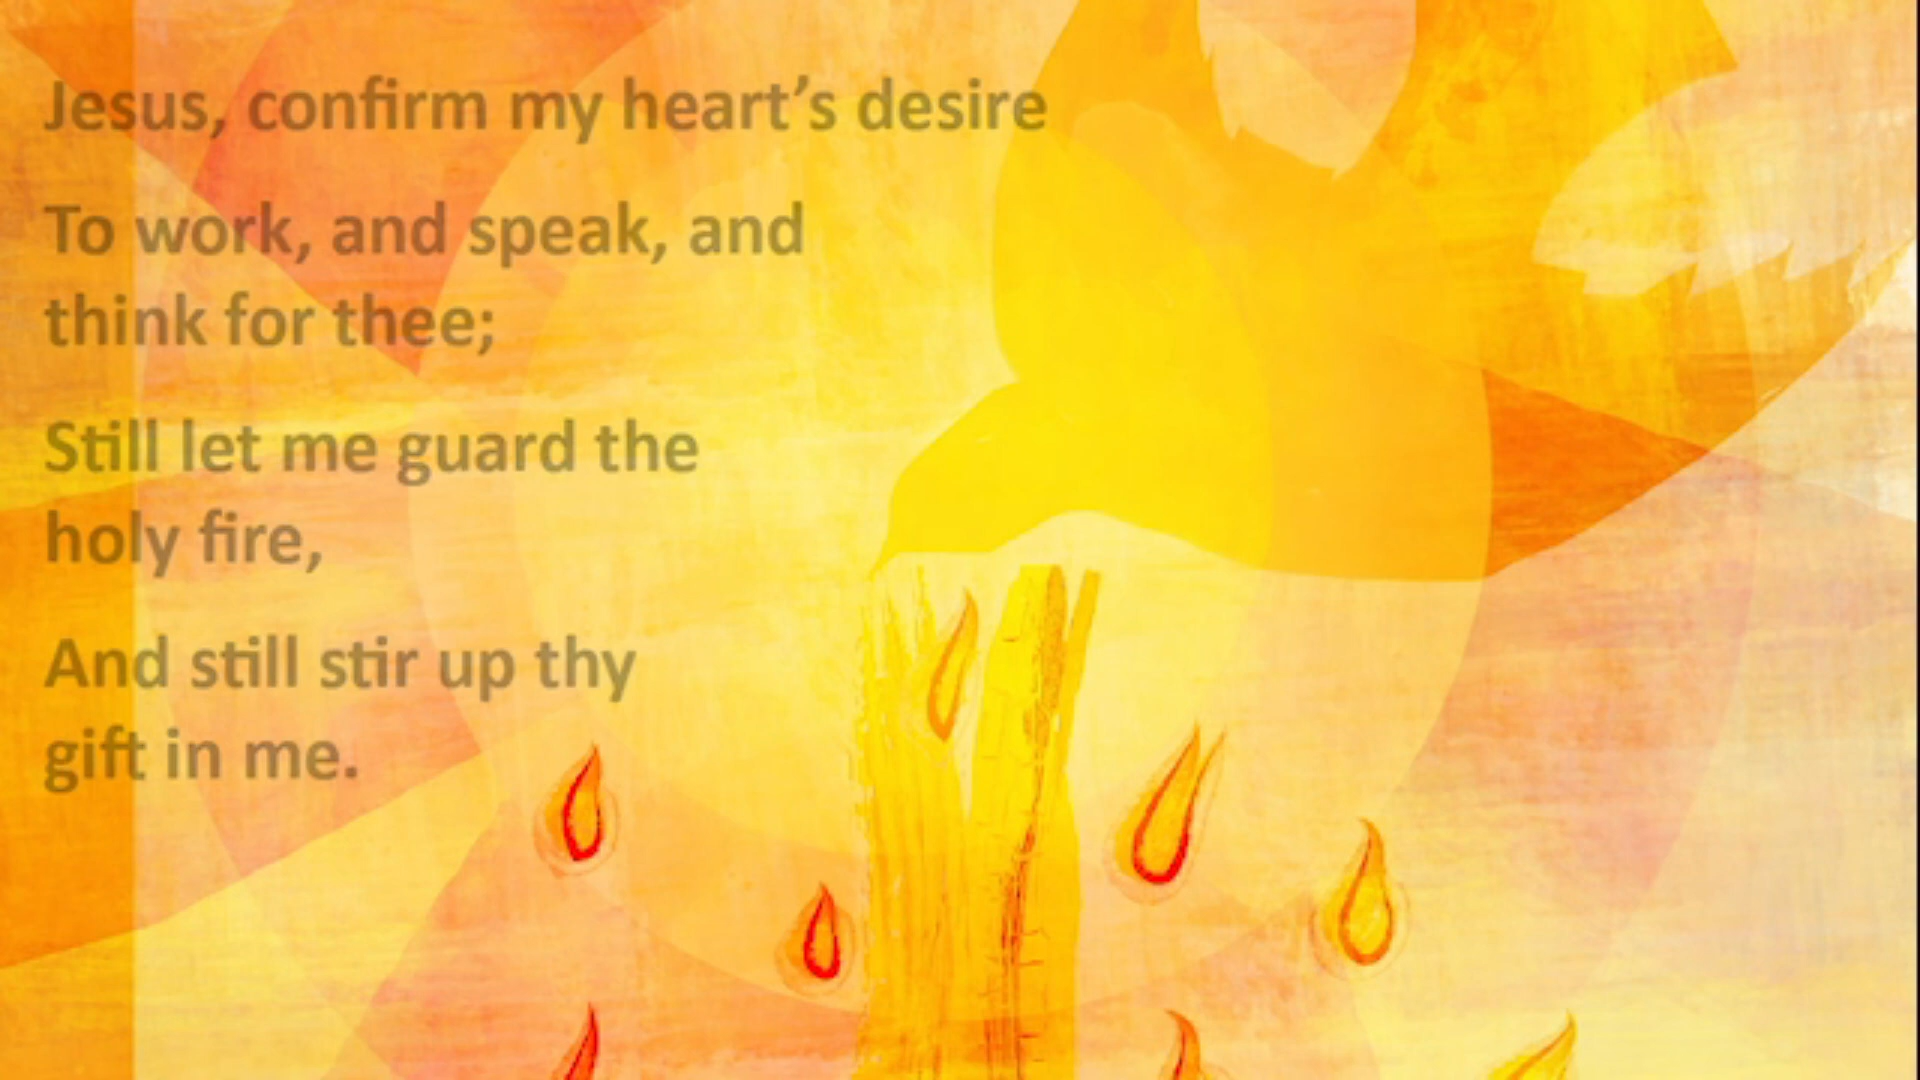 Jesus, confirm my heart’s desire
To work, and speak, and
think for thee;
Still let me guard the
holy fire,
And still stir up thy
gift in me.